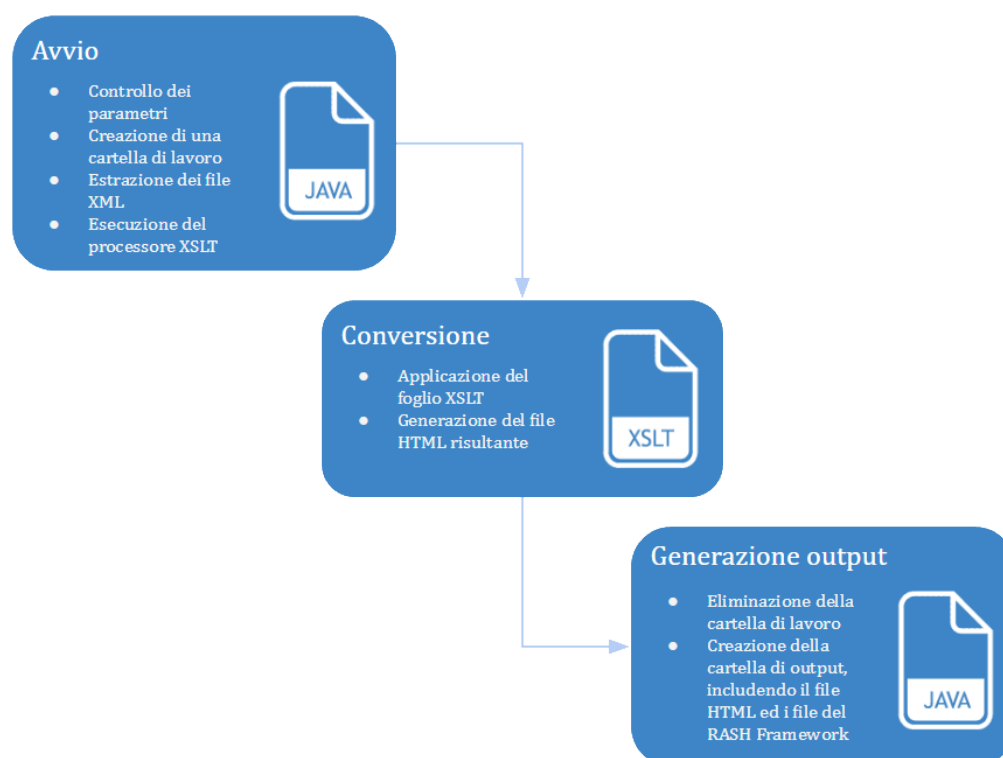 Avvio
● Controllo dei
parametri
● Creazione di una
cartella di lavoro
● Estrazione dei file
XML
● Esecuzione del
processore XSLT
JAVA
Conversione
● Applicazione del
foglio XSLT
● Generazione del file
HTML risultante
XSLT
Generazione output
● Eliminazione della
cartella di lavoro
● Creazione della
cartella di output,
includendo il file
HTML ed i file del
RASH Framework
JAVA